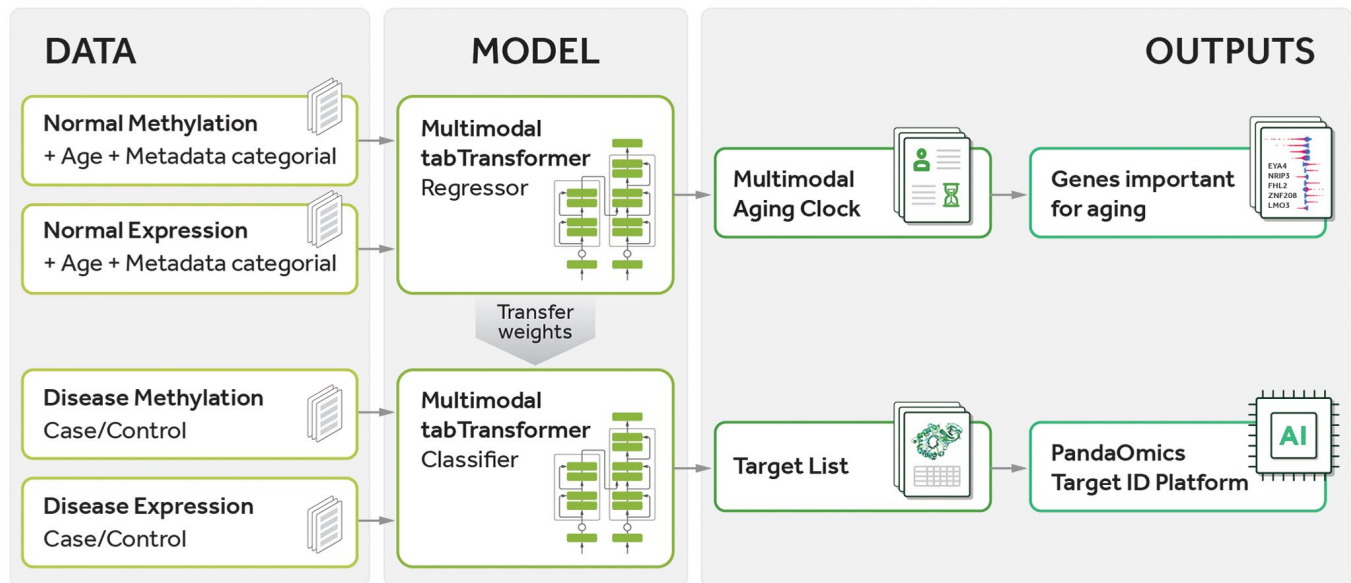 DATA
MODEL
OUTPUTS
Normal Methylation
+ Age + Metadata categorial
Normal Expression
+ Age + Metadata categorial
Multimodal
tabTransformer
Regressor
Multimodal
Aging Clock
Genes important
for aging
EYA4
NRIP3
FHL2
ZNF208
LMO3
Transfer
weights
Disease Methylation
Case/Control
Disease Expression
Case/Control
Multimodal
tabTransformer
Classifier
Target List
PandaOmics
Target ID Platform
AI